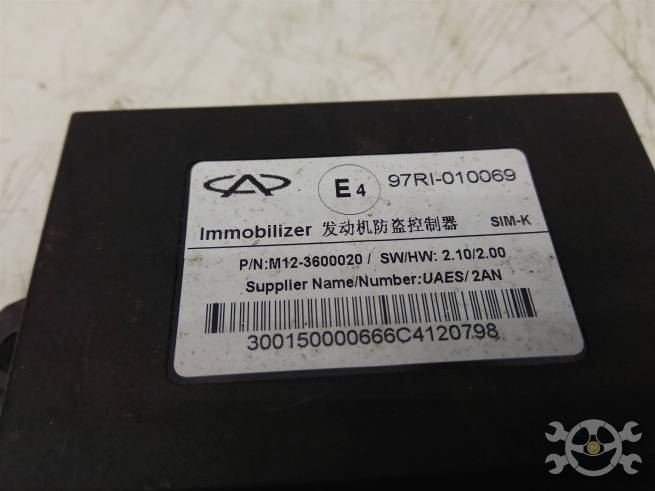 E4 97RI-010069
Immobilizer 发动机防盗控制器 SIM-K
P/N:M12-3600020 / SW/HW: 2.10/2.00
Supplier Name/Number:UAES/ 2AN
300150000666C4120798